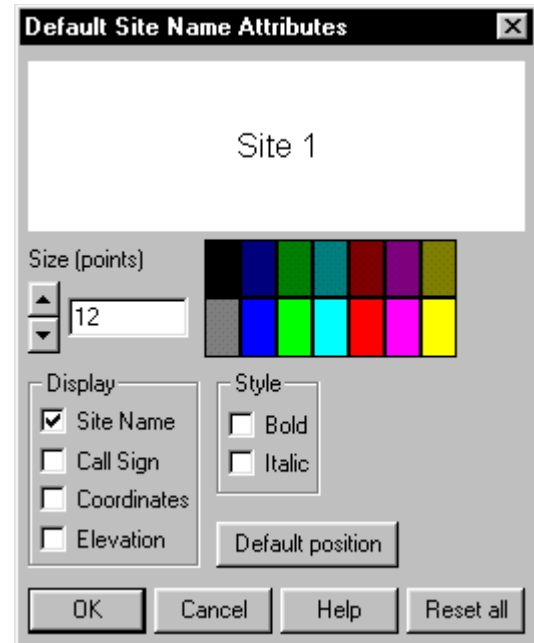 Default Site Name Attributes
Site 1
Size (points)
12
Display
Site Name
Call Sign
Coordinates
Elevation
Style
Bold
Italic
Default position
OK Cancel Help Reset all